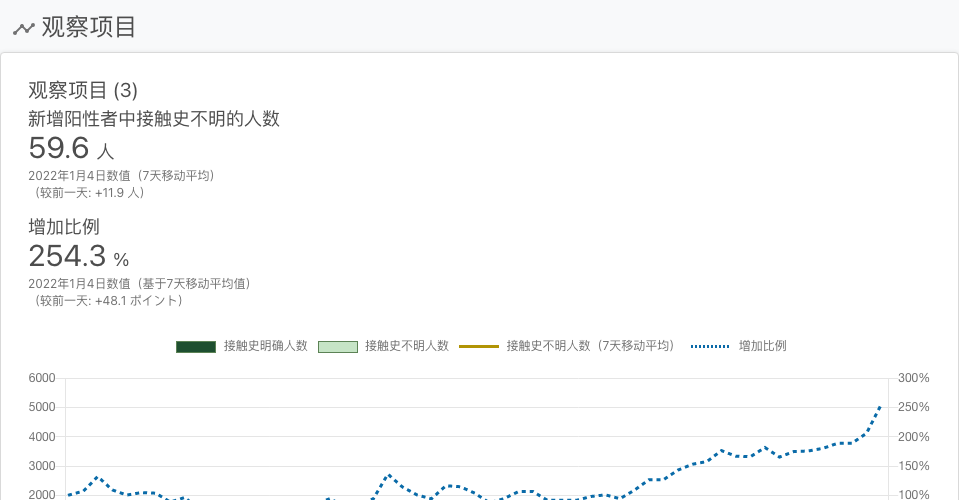 观察项目
观察项目 (3)
新增阳性者中接触史不明的人数
59.6 人
2022年1月4日数值（7天移动平均）
（较前一天: +11.9 人）
增加比例
254.3 %
2022年1月4日数值（基于7天移动平均值）
（较前一天: +48.1 ポイント）
接触史明确人数 接触史不明人数 接触史不明人数（7天移动平均） 增加比例
6000 300%
5000 250%
4000 200%
3000 150%
2000 100%